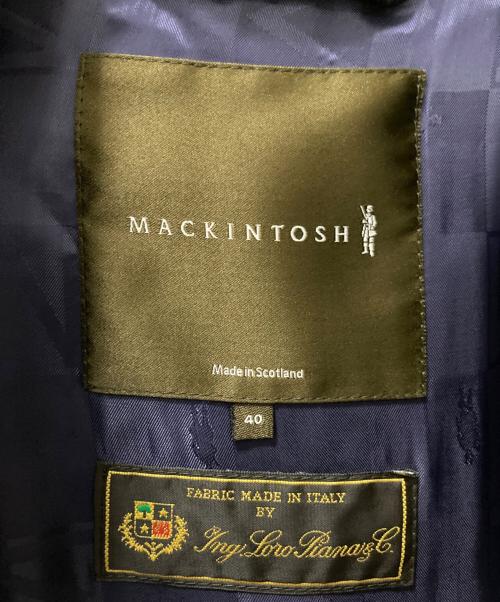 MACKINTOSH
Made in Scotland
40
FABRIC MADE IN ITALY
BY
Ing. Loro Piana & C.